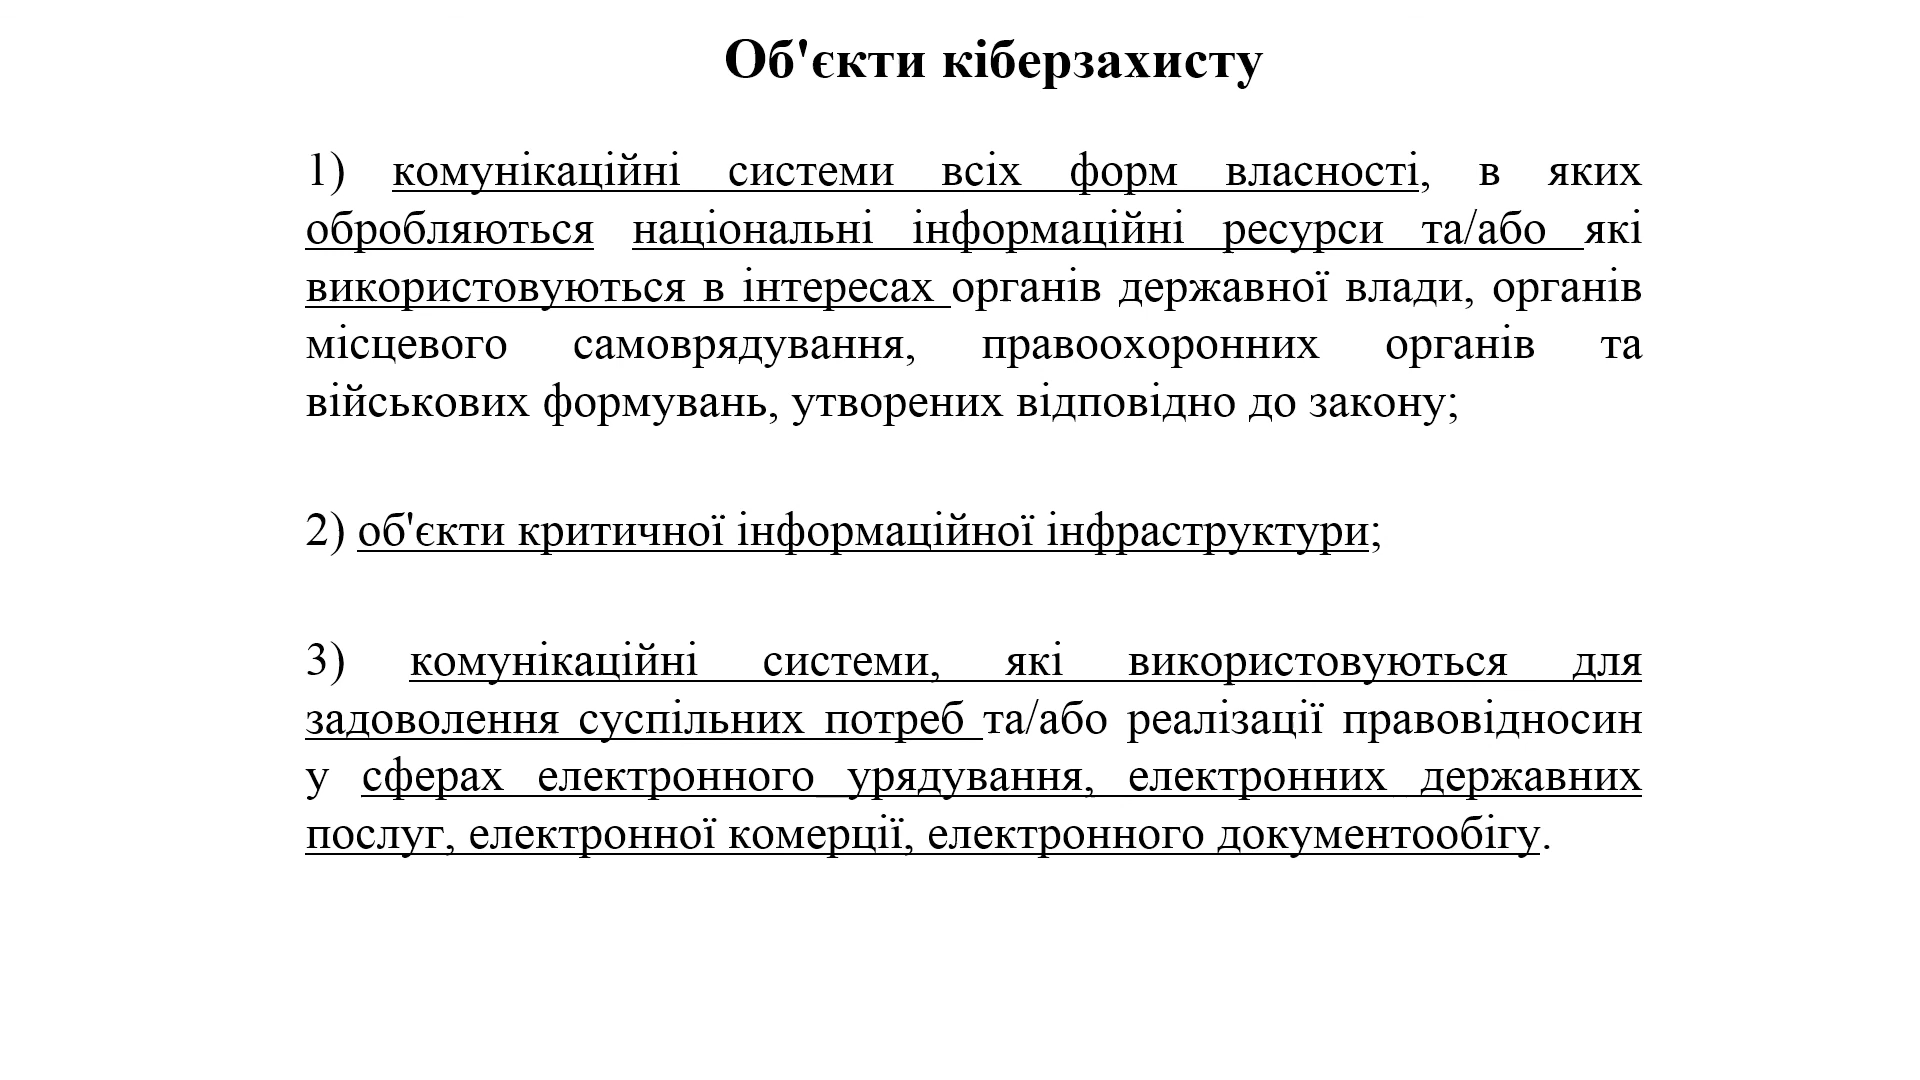 Об'єкти кіберзахисту
1) комунікаційні системи всіх форм власності, в яких
обробляються національні інформаційні ресурси та/або які
використовуються в інтересах органів державної влади, органів
місцевого самоврядування, правоохоронних органів та
військових формувань, утворених відповідно до закону;
2) об'єкти критичної інформаційної інфраструктури;
3) комунікаційні системи, які використовуються для
задоволення суспільних потреб та/або реалізації правовідносин
у сферах електронного урядування, електронних державних
послуг, електронної комерції, електронного документообігу.